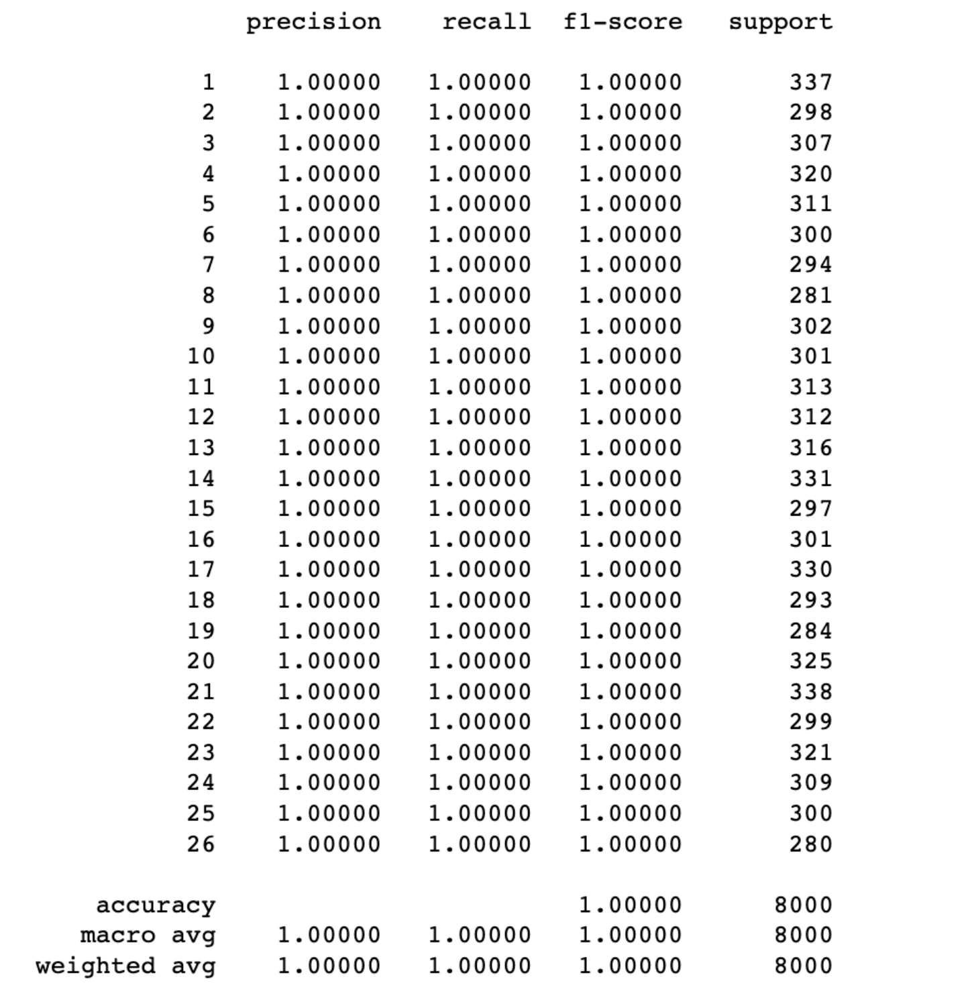 precision recall f1-score support
1 1.00000 1.00000 1.00000 337
2 1.00000 1.00000 1.00000 298
3 1.00000 1.00000 1.00000 307
4 1.00000 1.00000 1.00000 320
5 1.00000 1.00000 1.00000 311
6 1.00000 1.00000 1.00000 300
7 1.00000 1.00000 1.00000 294
8 1.00000 1.00000 1.00000 281
9 1.00000 1.00000 1.00000 302
10 1.00000 1.00000 1.00000 301
11 1.00000 1.00000 1.00000 313
12 1.00000 1.00000 1.00000 312
13 1.00000 1.00000 1.00000 316
14 1.00000 1.00000 1.00000 331
15 1.00000 1.00000 1.00000 297
16 1.00000 1.00000 1.00000 301
17 1.00000 1.00000 1.00000 330
18 1.00000 1.00000 1.00000 293
19 1.00000 1.00000 1.00000 284
20 1.00000 1.00000 1.00000 325
21 1.00000 1.00000 1.00000 338
22 1.00000 1.00000 1.00000 299
23 1.00000 1.00000 1.00000 321
24 1.00000 1.00000 1.00000 309
25 1.00000 1.00000 1.00000 300
26 1.00000 1.00000 1.00000 280
accuracy 1.00000 8000
macro avg 1.00000 1.00000 1.00000 8000
weighted avg 1.00000 1.00000 1.00000 8000